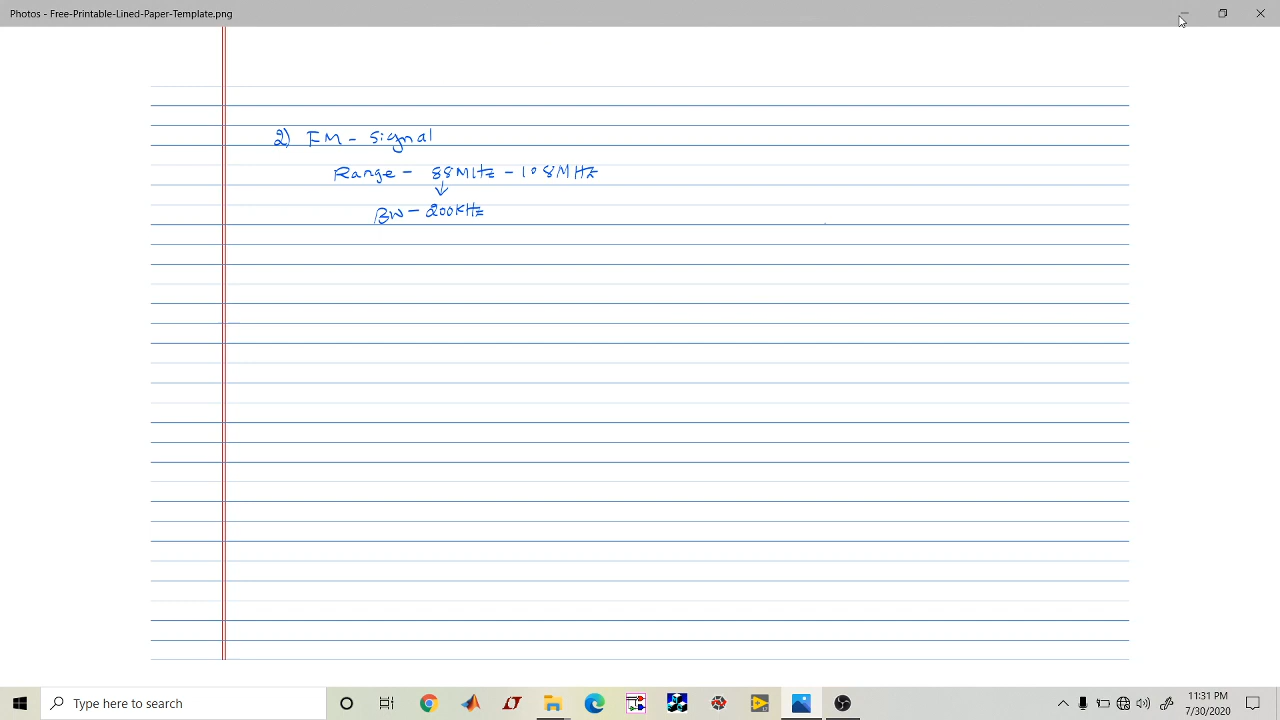 Photos - Free-Printable-Lined-Paper-Template.png
2) FM - Signal
Range - 88MHz - 108MHz
BW - 200KHz
Type here to search
11:31 PM
7/30/2020